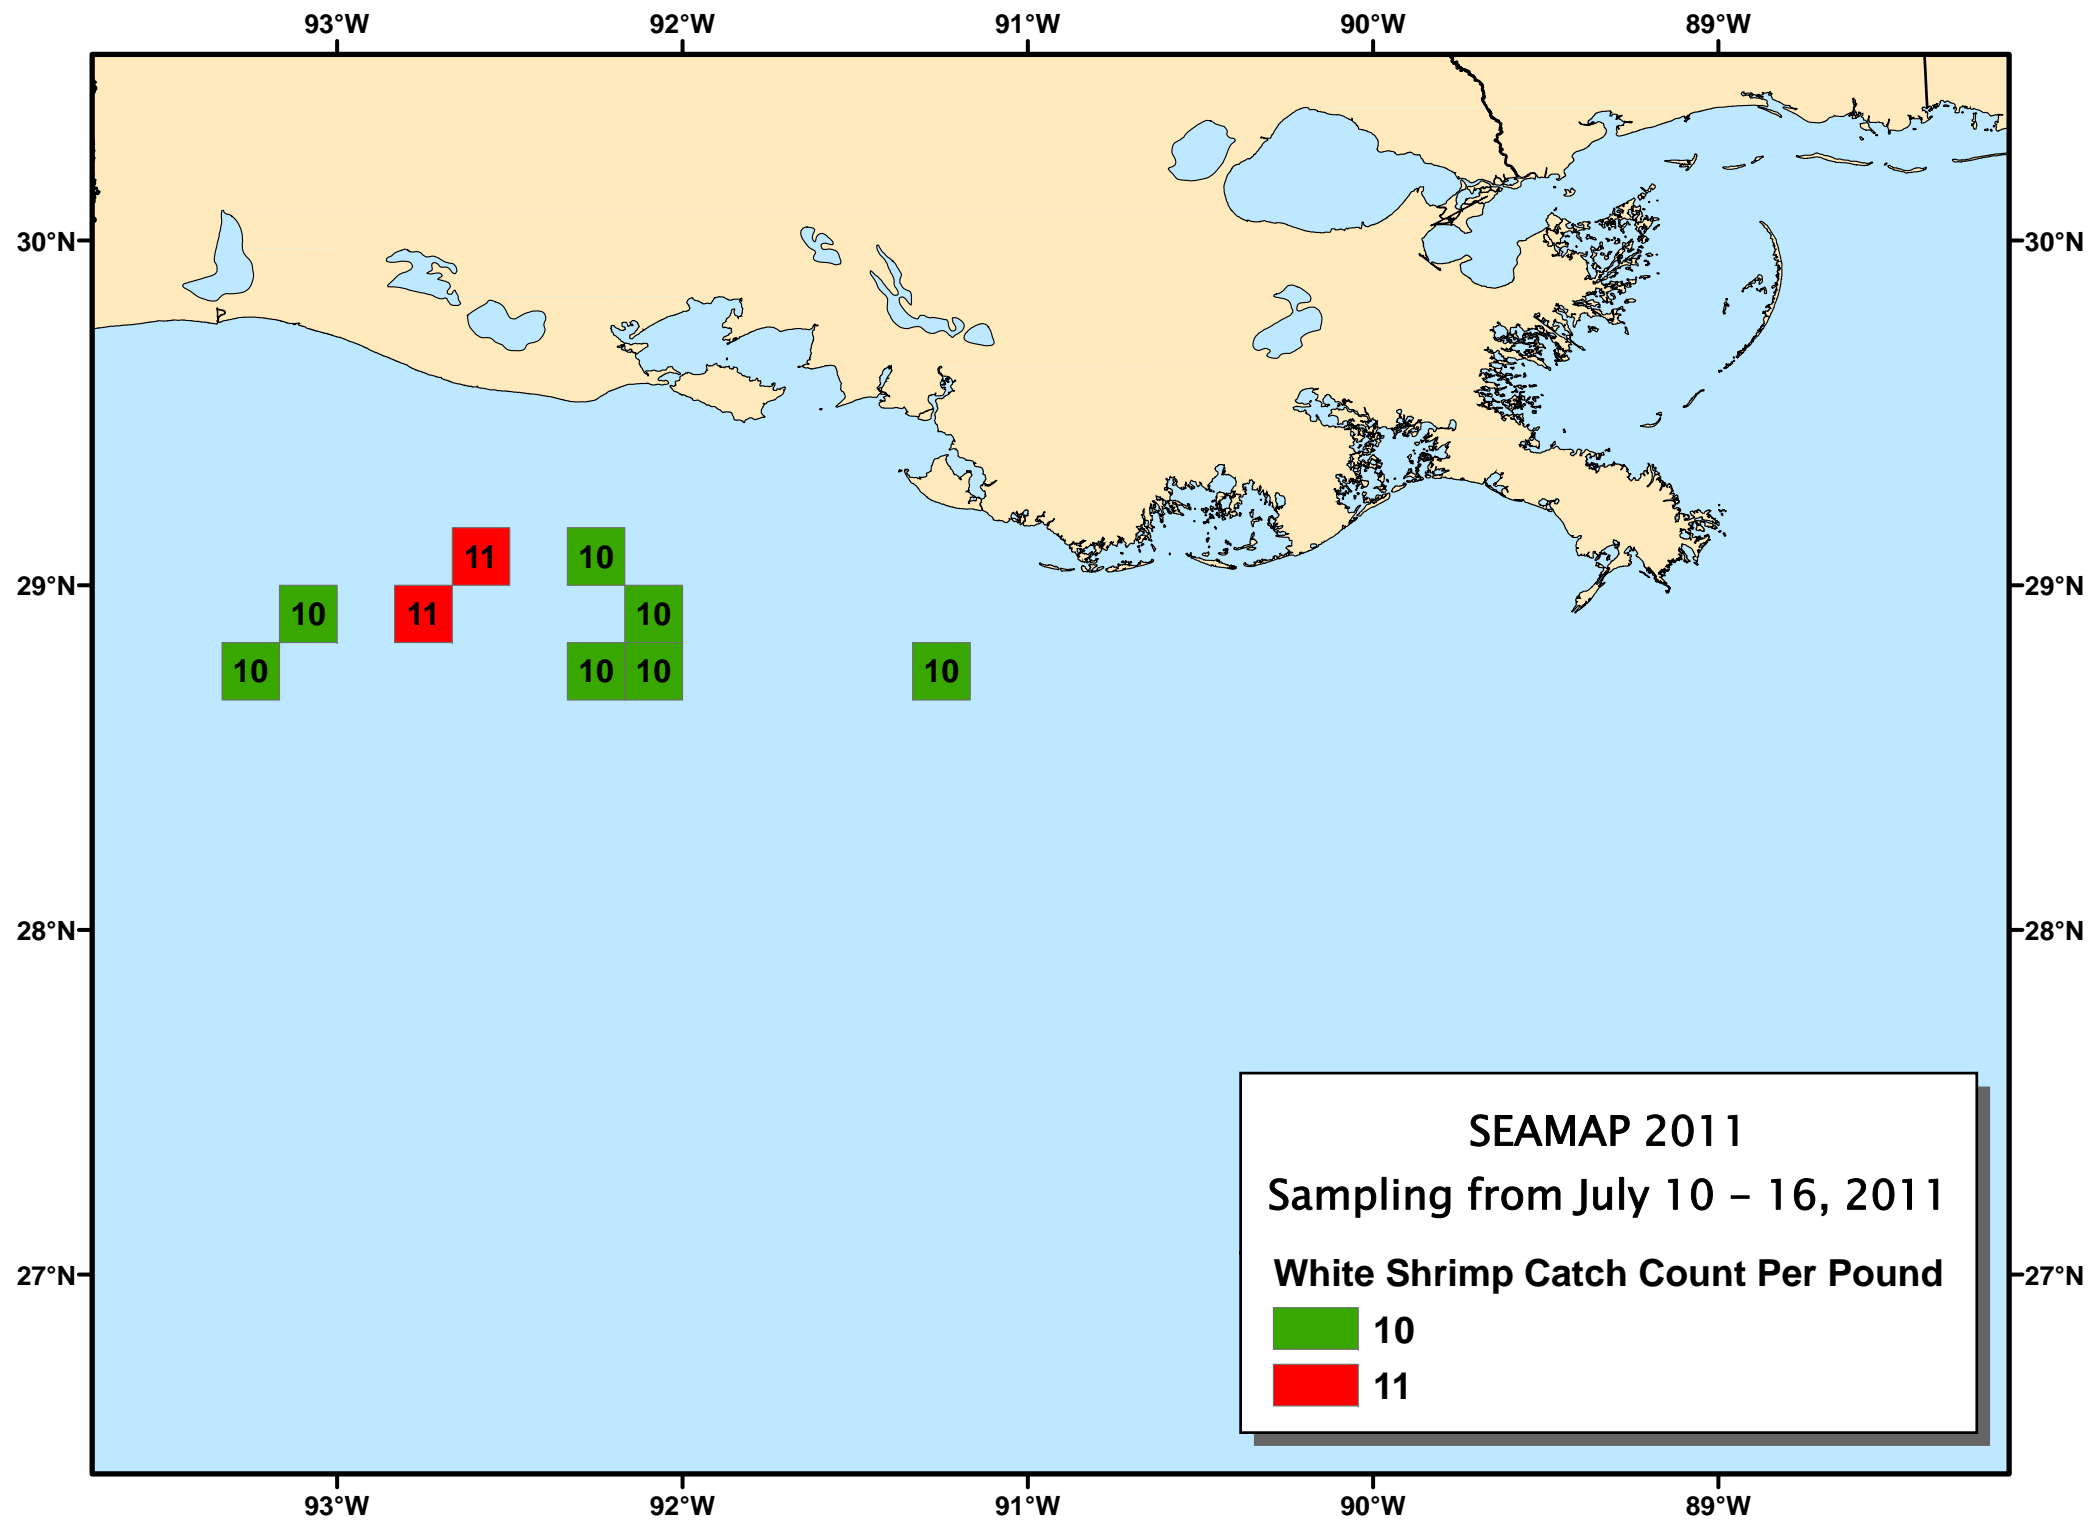 93°W 92°W 91°W 90°W 89°W
30°N 30°N
11 10
29°N 29°N
10 11 10
10 10 10 10
28°N 28°N
SEAMAP 2011
Sampling from July 10 – 16, 2011
27°N White Shrimp Catch Count Per Pound 27°N
10
11
93°W 92°W 91°W 90°W 89°W